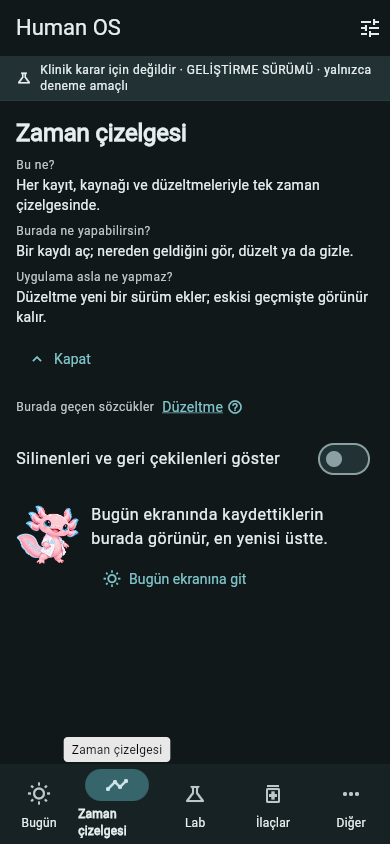 Human OS
Klinik karar için değildir · GELİŞTİRME SÜRÜMÜ · yalnızca
deneme amaçlı
Zaman çizelgesi
Bu ne?
Her kayıt, kaynağı ve düzeltmeleriyle tek zaman
çizelgesinde.
Burada ne yapabilirsin?
Bir kaydı aç; nereden geldiğini gör, düzelt ya da gizle.
Uygulama asla ne yapmaz?
Düzeltme yeni bir sürüm ekler; eskisi geçmişte görünür
kalır.
Kapat
Burada geçen sözcükler Düzeltme
Silinenleri ve geri çekilenleri göster
Bugün ekranında kaydettiklerin
burada görünür, en yenisi üstte.
Bugün ekranına git
Zaman çizelgesi
Bugün
Zaman
çizelgesi
Lab
İlaçlar
Diğer